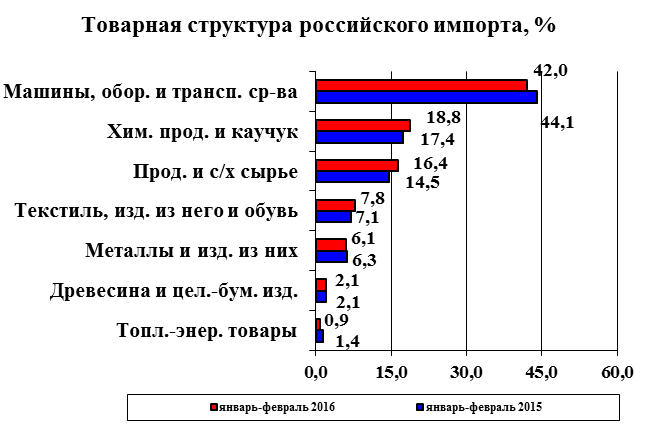 Товарная структура российского импорта, %
Машины, обор. и трансп. ср-ва
42,0
44,1
Хим. прод. и каучук
18,8
17,4
Прод. и с/х сырье
16,4
14,5
Текстиль, изд. из него и обувь
7,8
7,1
Металлы и изд. из них
6,1
6,3
Древесина и цел.-бум. изд.
2,1
2,1
Топл.-энер. товары
0,9
1,4
0,0 15,0 30,0 45,0 60,0
январь-февраль 2016 январь-февраль 2015